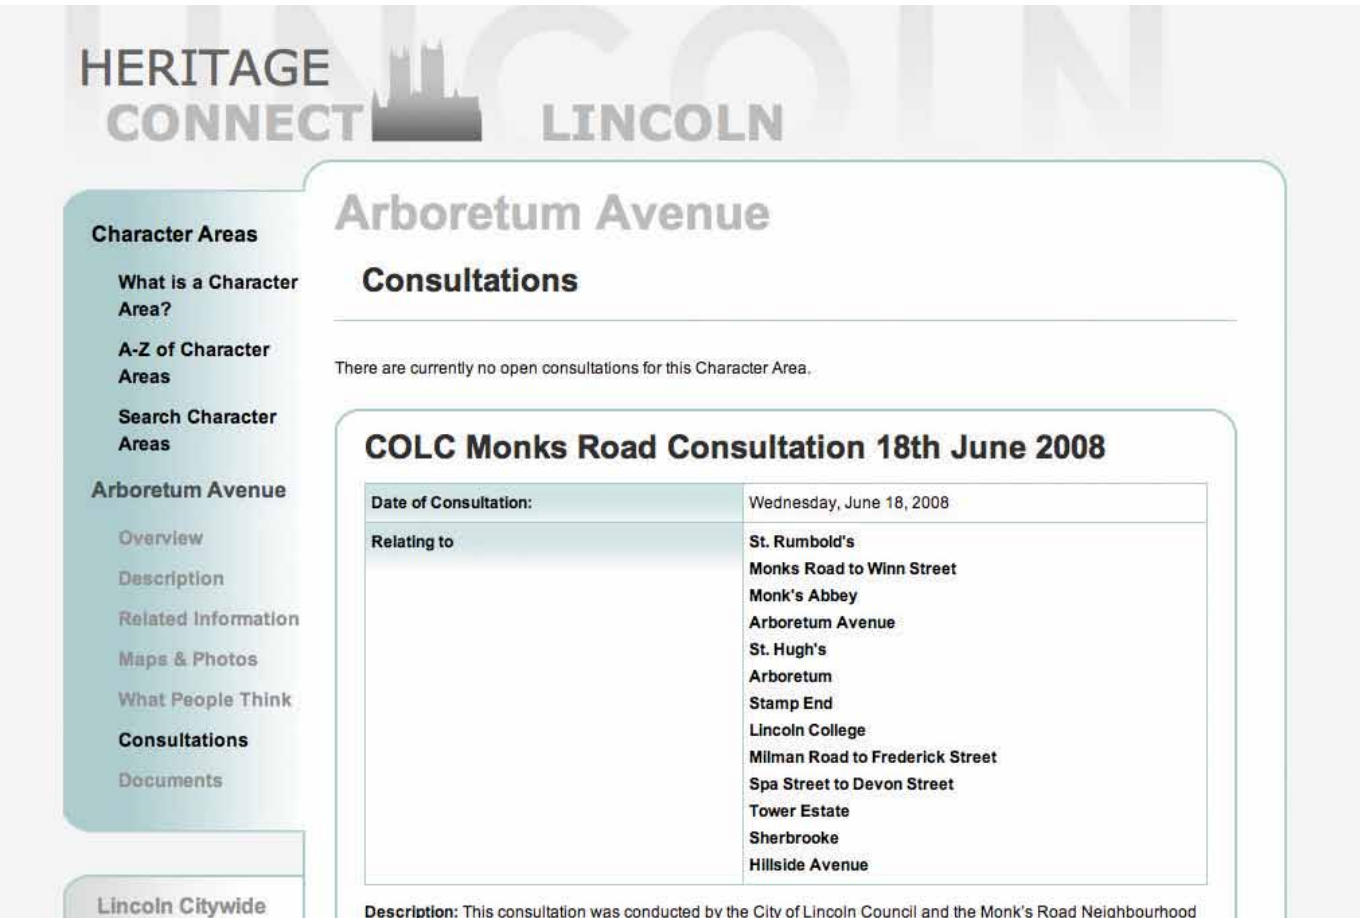 LINCOLN
HERITAGE
CONNECT LINCOLN
Character Areas
What is a Character
Area?
A-Z of Character
Areas
Search Character
Areas
Arboretum Avenue
Overview
Description
Related Information
Maps & Photos
What People Think
Consultations
Documents
Lincoln Citywide
Arboretum Avenue
Consultations
There are currently no open consultations for this Character Area.
COLC Monks Road Consultation 18th June 2008
Date of Consultation: Wednesday, June 18, 2008
Relating to St. Rumbold's
Monks Road to Winn Street
Monk's Abbey
Arboretum Avenue
St. Hugh's
Arboretum
Stamp End
Lincoln College
Milman Road to Frederick Street
Spa Street to Devon Street
Tower Estate
Sherbrooke
Hillside Avenue
Description: This consultation was conducted by the City of Lincoln Council and the Monk's Road Neighbourhood